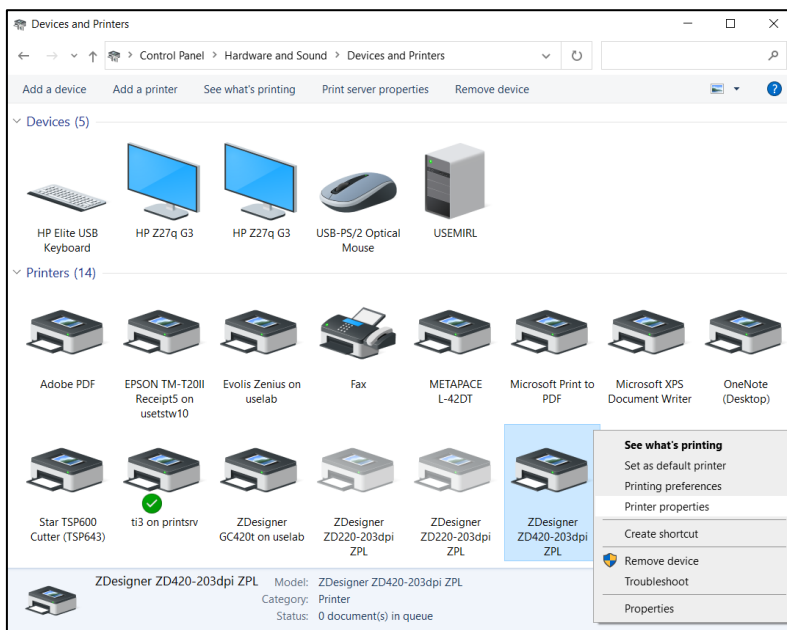 Devices and Printers
Control Panel > Hardware and Sound > Devices and Printers
Add a device Add a printer See what's printing Print server properties Remove device
Devices (5)
HP Elite USB
Keyboard
HP Z27q G3
HP Z27q G3
USB-PS/2 Optical
Mouse
USEMIRL
Printers (14)
Adobe PDF
EPSON TM-T20II
Receipt5 on
usetstw10
Evolis Zenius on
uselab
Fax
METAPACE
L-42DT
Microsoft Print to
PDF
Microsoft XPS
Document Writer
OneNote
(Desktop)
Star TSP600
Cutter (TSP643)
ti3 on printsrv
ZDesigner
GC420t on uselab
ZDesigner
ZD220-203dpi
ZPL
ZDesigner
ZD220-203dpi
ZPL
ZDesigner
ZD420-203dpi
ZPL
See what's printing
Set as default printer
Printing preferences
Printer properties
Create shortcut
Remove device
Troubleshoot
Properties
ZDesigner ZD420-203dpi ZPL Model: ZDesigner ZD420-203dpi ZPL
Category: Printer
Status: 0 document(s) in queue